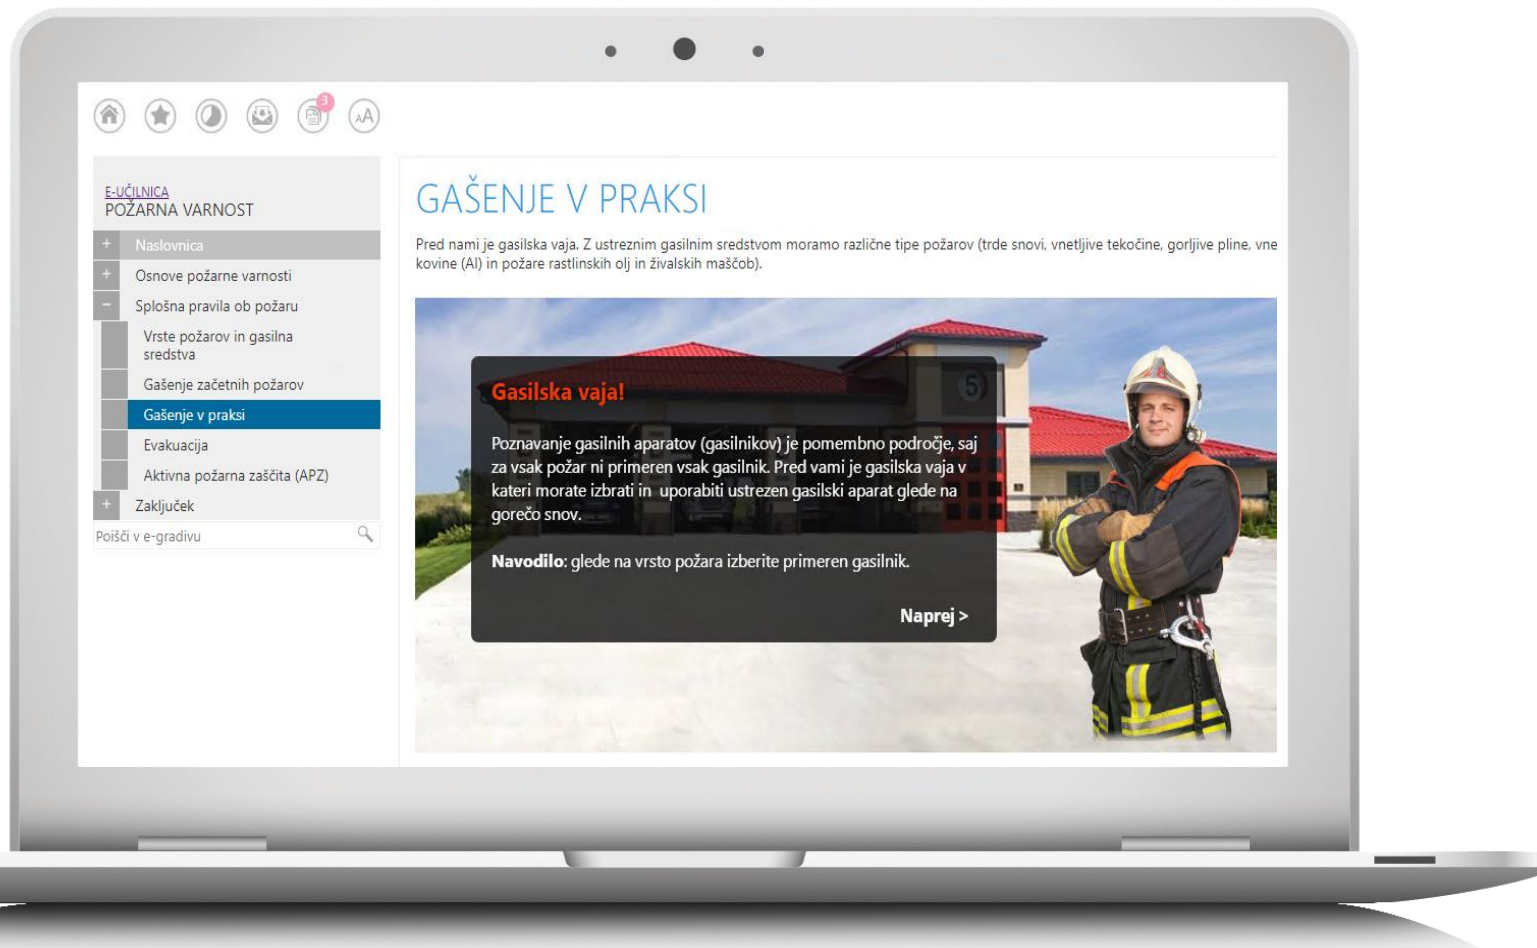 3
AA
E-UČILNICA
POŽARNA VARNOST
+ Naslovnica
+ Osnove požarne varnosti
– Splošna pravila ob požaru
Vrste požarov in gasilna
sredstva
Gašenje začetnih požarov
Gašenje v praksi
Evakuacija
Aktivna požarna zaščita (APZ)
+ Zaključek
Poišči v e-gradivu
GAŠENJE V PRAKSI
Pred nami je gasilska vaja. Z ustreznim gasilnim sredstvom moramo različne tipe požarov (trde snovi, vnetljive tekočine, gorljive pline, vne
kovine (Al) in požare rastlinskih olj in živalskih maščob).
5
Gasilska vaja!
Poznavanje gasilnih aparatov (gasilnikov) je pomembno področje, saj
za vsak požar ni primeren vsak gasilnik. Pred vami je gasilska vaja v
kateri morate izbrati in uporabiti ustrezen gasilski aparat glede na
gorečo snov.
Navodilo: glede na vrsto požara izberite primeren gasilnik.
Naprej >